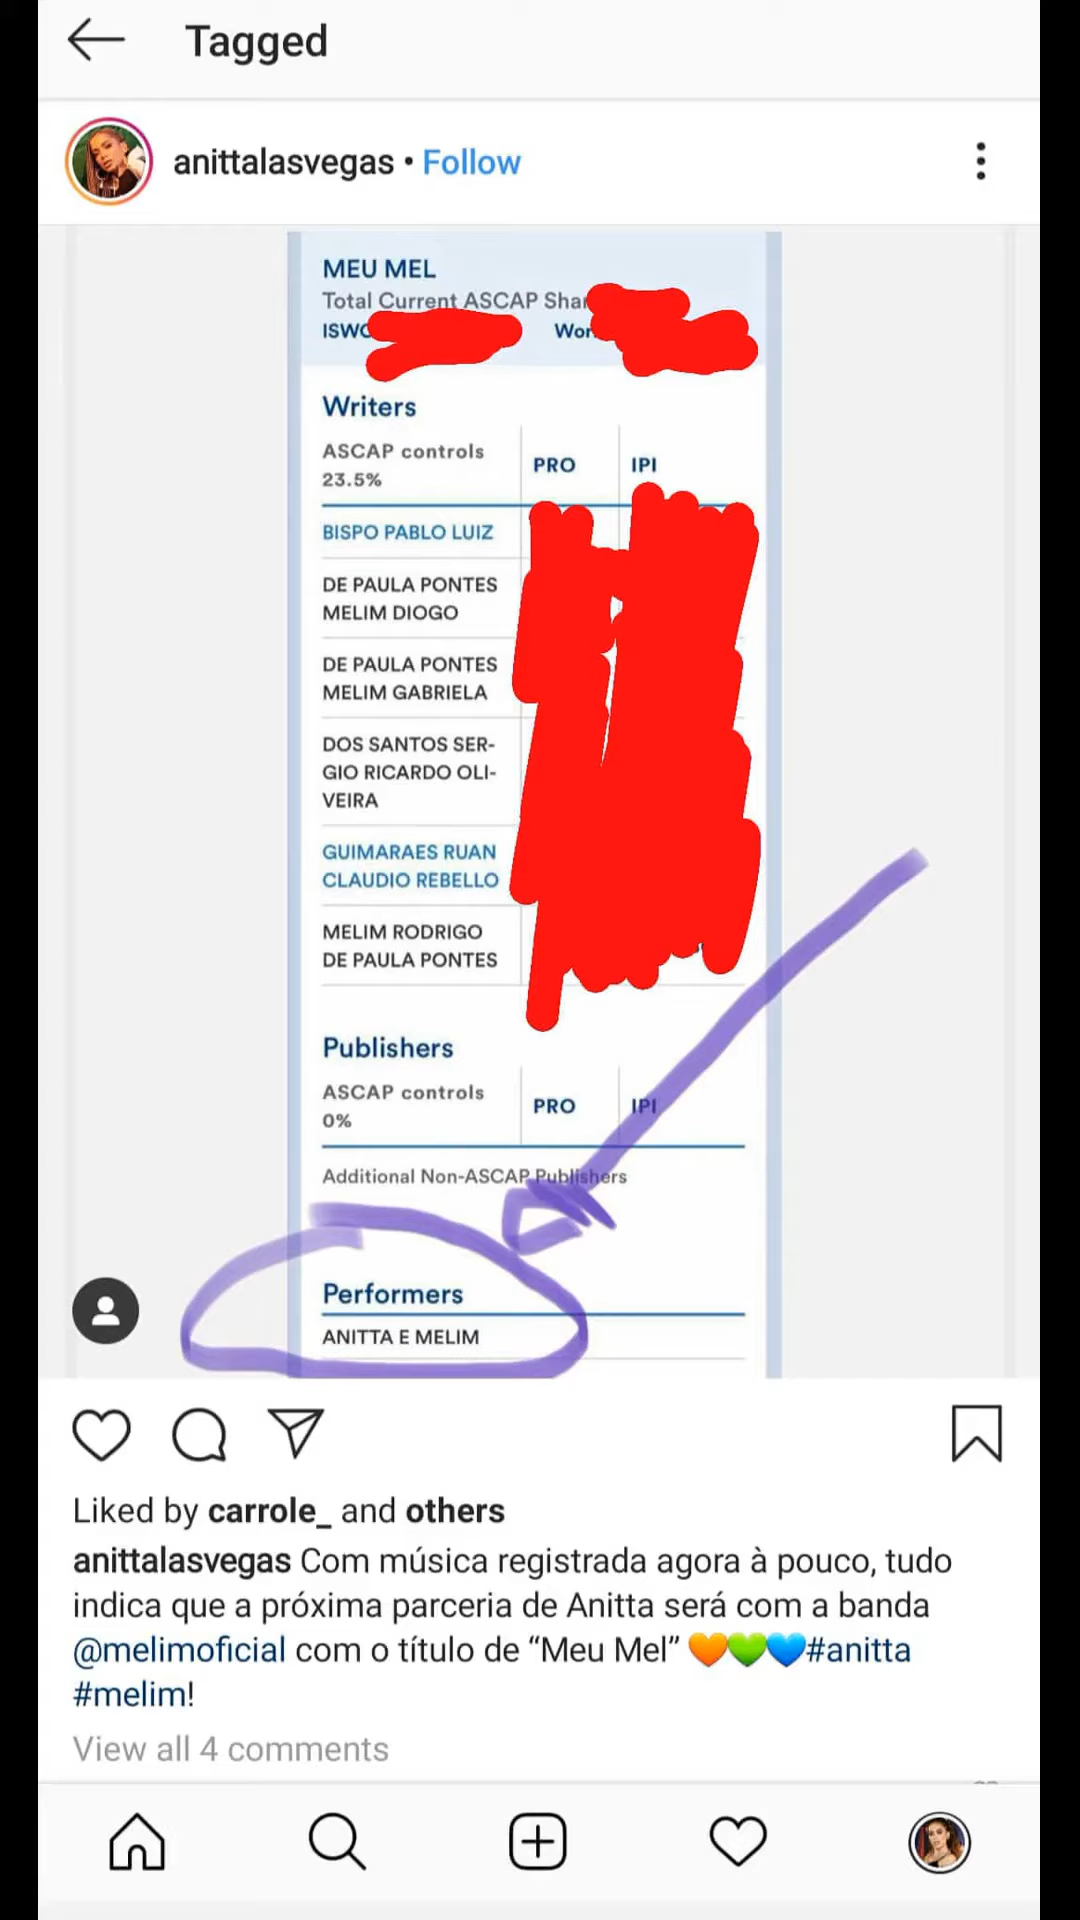 Tagged
anittalasvegas • Follow
MEU MEL
Total Current ASCAP
ISWC
Writers
ASCAP controls
23.5%
PRO
IPI
BISPO PABLO LUIZ
DE PAULA PONTES
MELIM DIOGO
DE PAULA PONTES
MELIM GABRIELA
DOS SANTOS SER-
GIO RICARDO OLI-
VEIRA
GUIMARAES RUAN
CLAUDIO REBELLO
MELIM RODRIGO
DE PAULA PONTES
Publishers
ASCAP controls
0%
PRO
IPI
Additional Non-ASCAP Publishers
Performers
ANITTA E MELIM
Liked by carrole_ and others
anittalasvegas Com música registrada agora à pouco, tudo
indica que a próxima parceria de Anitta será com a banda
@melimoficial com o título de “Meu Mel” 🧡💚💙#anitta
#melim!
View all 4 comments